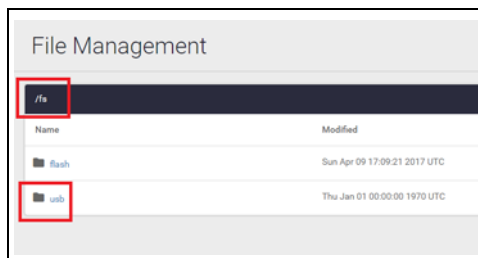 File Management
/fs
Name Modified
flash Sun Apr 09 17:09:21 2017 UTC
usb Thu Jan 01 00:00:00 1970 UTC